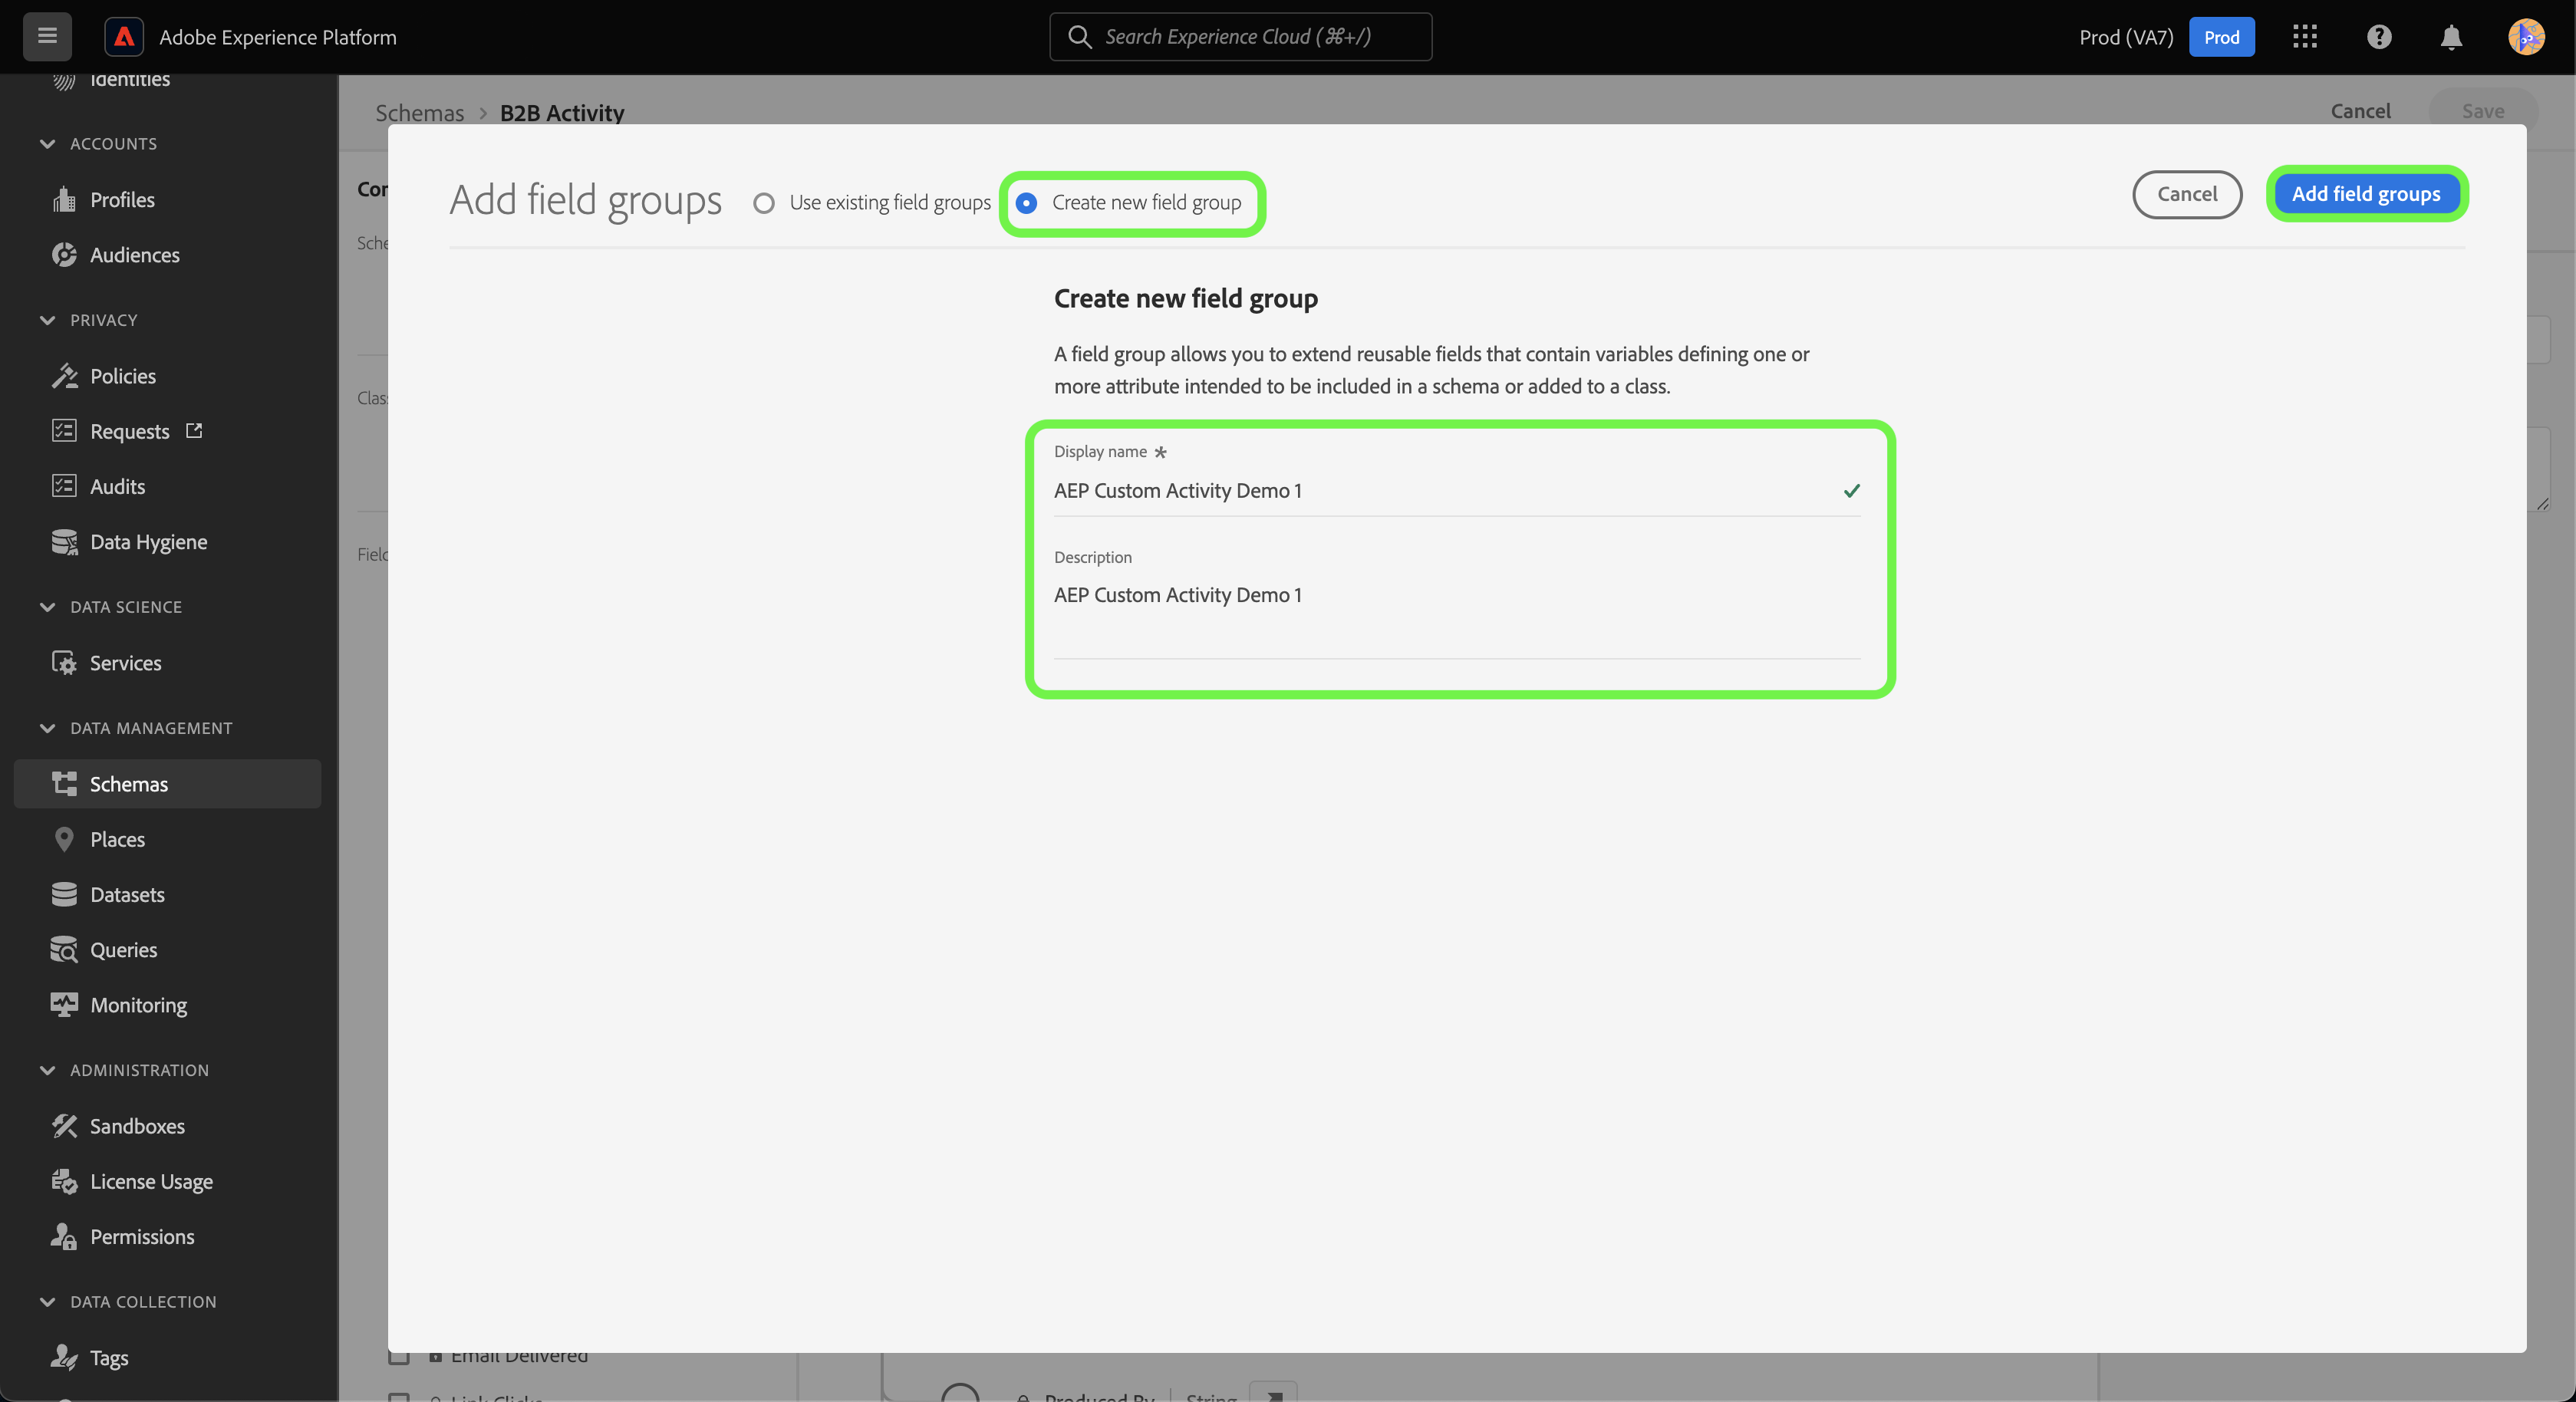 Adobe Experience Platform
Search Experience Cloud (⌘+/)
Prod (VA7)
Prod
Identities
ACCOUNTS
Profiles
Audiences
PRIVACY
Policies
Requests
Audits
Data Hygiene
DATA SCIENCE
Services
DATA MANAGEMENT
Schemas
Places
Datasets
Queries
Monitoring
ADMINISTRATION
Sandboxes
License Usage
Permissions
DATA COLLECTION
Tags
Schemas > B2B Activity
Cancel
Save
Add field groups
Use existing field groups
Create new field group
Cancel
Add field groups
Create new field group
A field group allows you to extend reusable fields that contain variables defining one or
more attribute intended to be included in a schema or added to a class.
Display name *
AEP Custom Activity Demo 1
Description
AEP Custom Activity Demo 1
Email Delivered
Link Clicks
Produced By | String